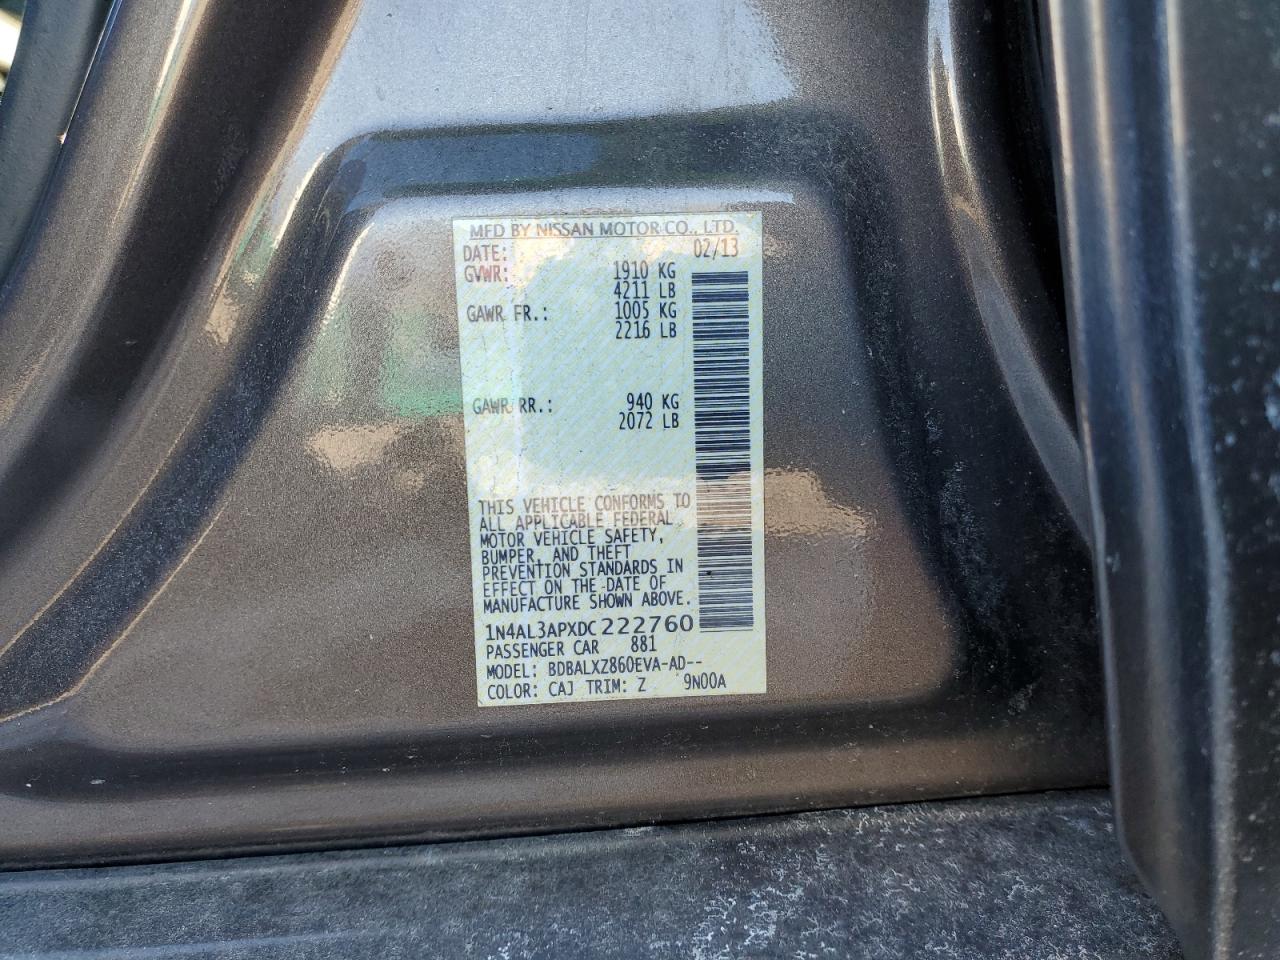 MFD BY NISSAN MOTOR CO., LTD.
DATE: 02/13
GVWR: 1910 KG
4211 LB
GAWR FR.: 1005 KG
2216 LB
GAWR RR.: 940 KG
2072 LB
THIS VEHICLE CONFORMS TO
ALL APPLICABLE FEDERAL
MOTOR VEHICLE SAFETY,
BUMPER, AND THEFT
PREVENTION STANDARDS IN
EFFECT ON THE DATE OF
MANUFACTURE SHOWN ABOVE.
1N4AL3APXDC222760
PASSENGER CAR 881
MODEL: BDBALXZ860EVA-AD--
COLOR: CAJ TRIM: Z 9N00A